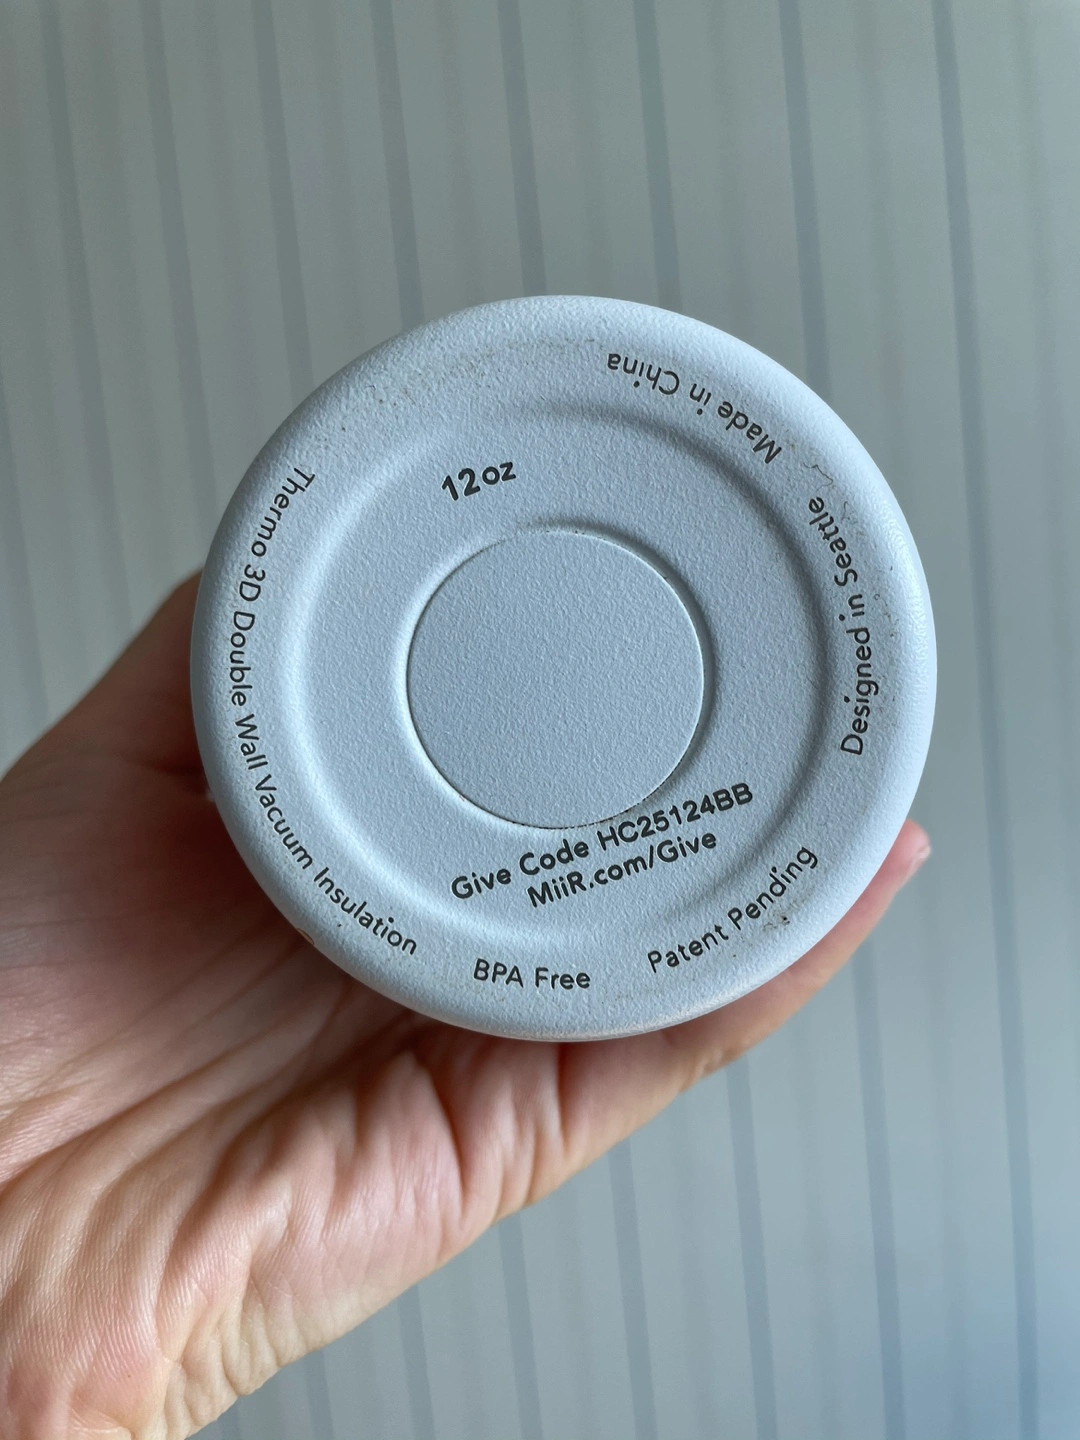 12oz
Give Code HC25124BB
MiiR.com/Give
Thermo 3D Double Wall Vacuum Insulation
BPA Free
Patent Pending
Designed in Seattle
Made in China